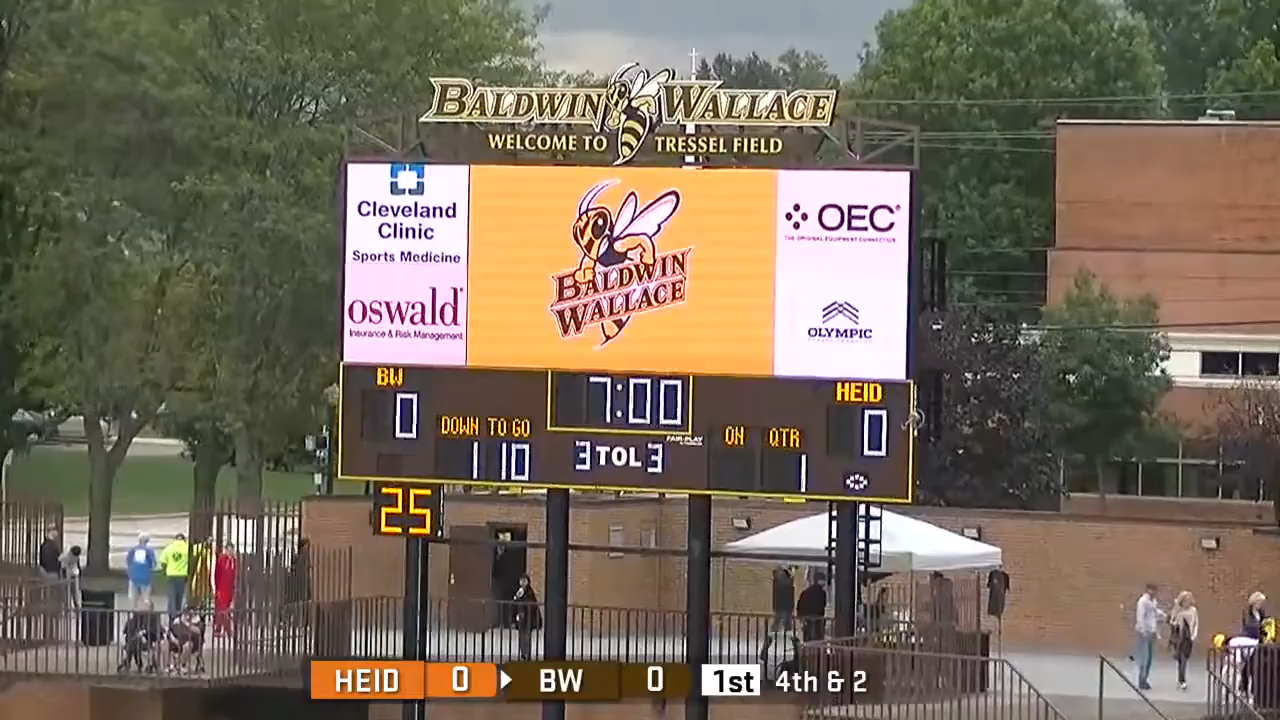 BALDWIN WALLACE
WELCOME TO TRESSEL FIELD
Cleveland
Clinic
Sports Medicine
oswald
Insurance & Risk Management
BALDWIN
WALLACE
OEC
THE ORIGINAL EQUIPMENT CONNECTION
OLYMPIC
BW
0
7:00
HEID
0
DOWN TO GO
1 10
FAIR-PLAY
3 TOL 3
ON QTR
1
25
HEID 0 BW 0 1st 4th & 2